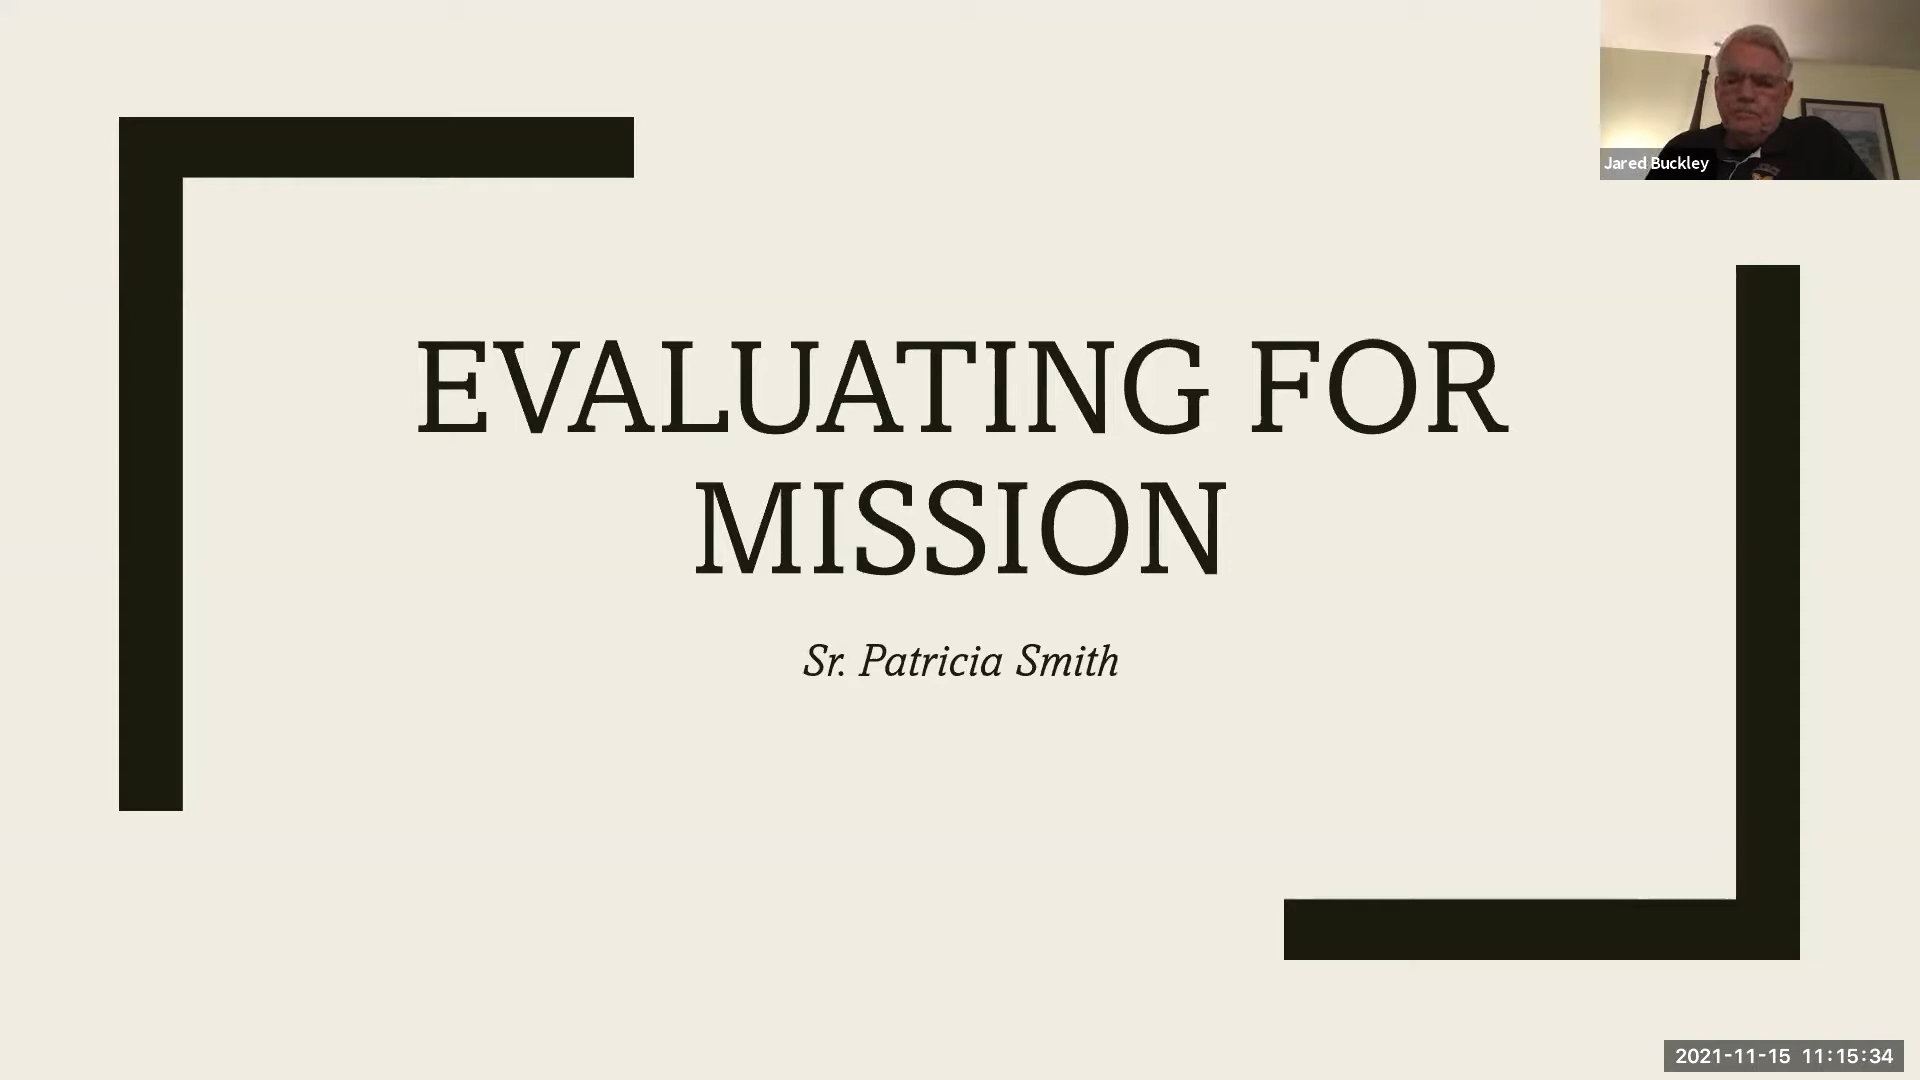 Jared Buckley
EVALUATING FOR
MISSION
Sr. Patricia Smith
2021-11-15 11:15:34